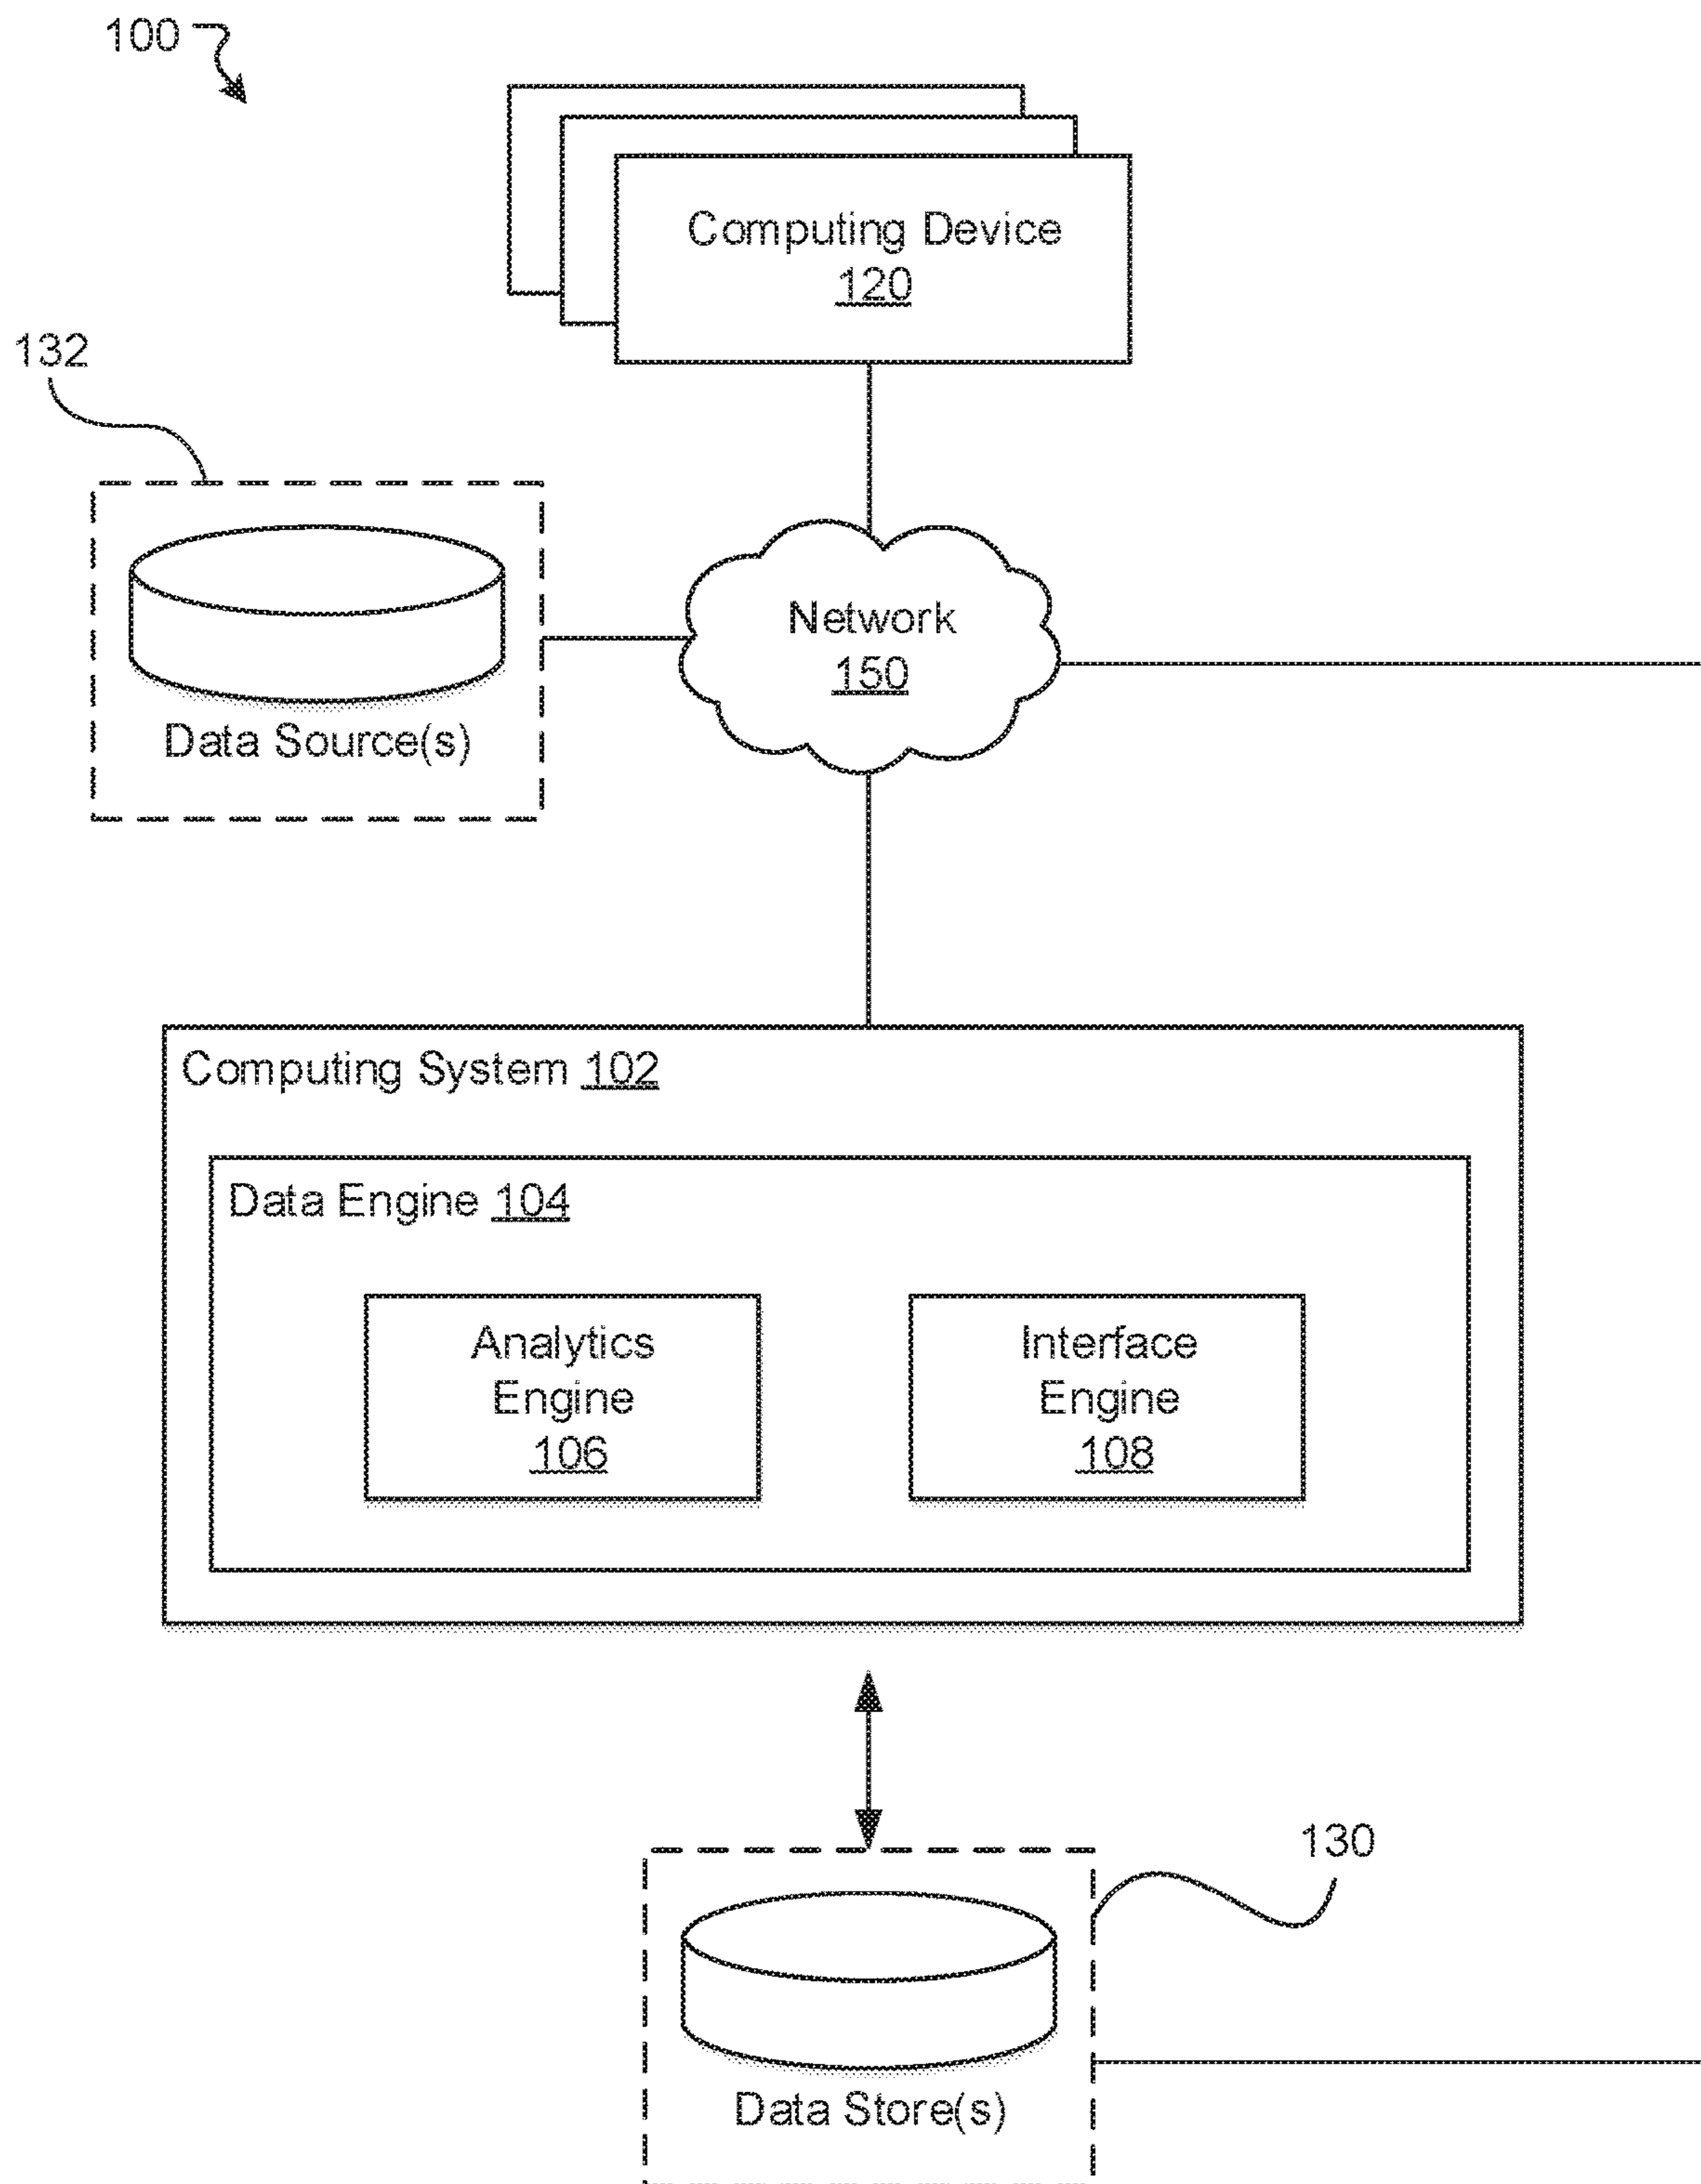 100
Computing Device
120
132
Network
150
Data Source(s)
Computing System 102
Data Engine 104
Analytics
Engine
106
Interface
Engine
108
130
Data Store(s)